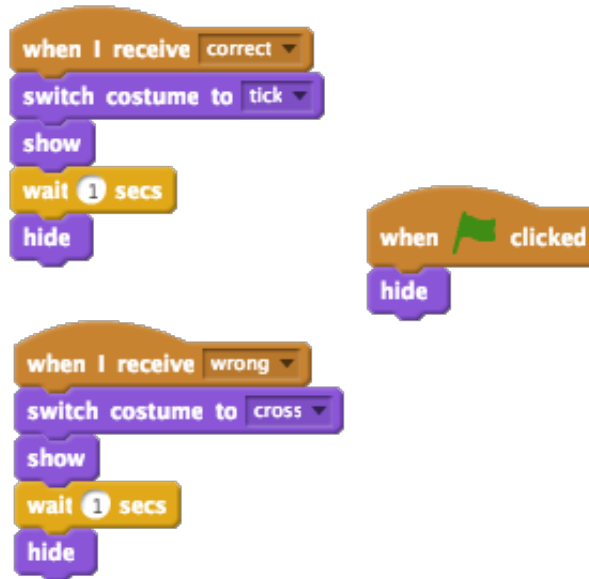 when I receive correct
switch costume to tick
show
wait 1 secs
hide
when clicked
hide
when I receive wrong
switch costume to cross
show
wait 1 secs
hide